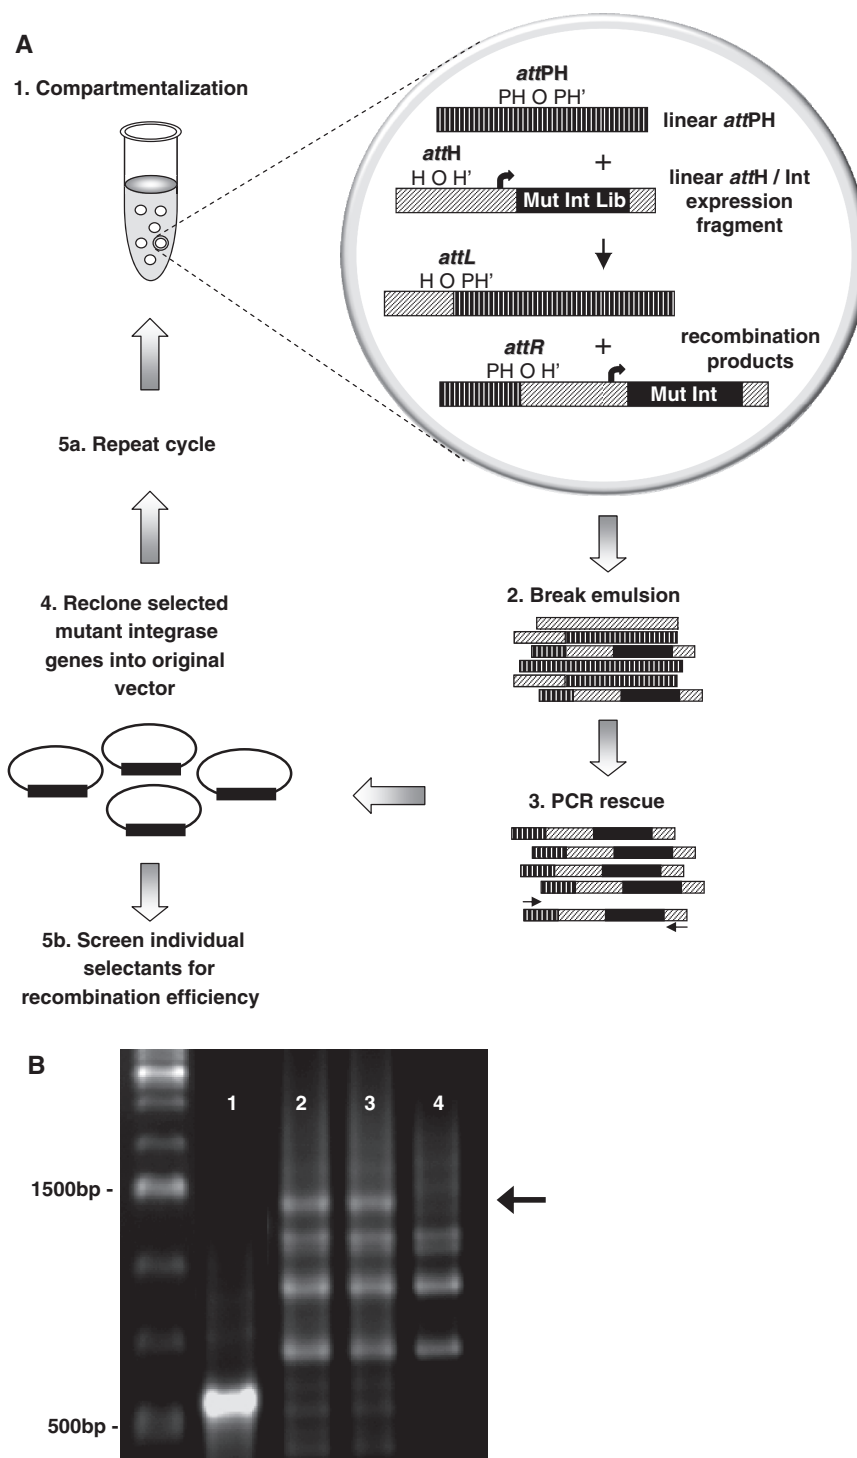 A
1. Compartmentalization
attPH
PH O PH'
linear attPH
attH
+
H O H'
linear attH / Int
expression
fragment
Mut Int Lib
attL
H O PH'
attR
+
recombination
products
PH O H'
Mut Int
5a. Repeat cycle
2. Break emulsion
4. Reclone selected
mutant integrase
genes into original
vector
3. PCR rescue
5b. Screen individual
selectants for
recombination efficiency
B
1 2 3 4
1500bp -
500bp -